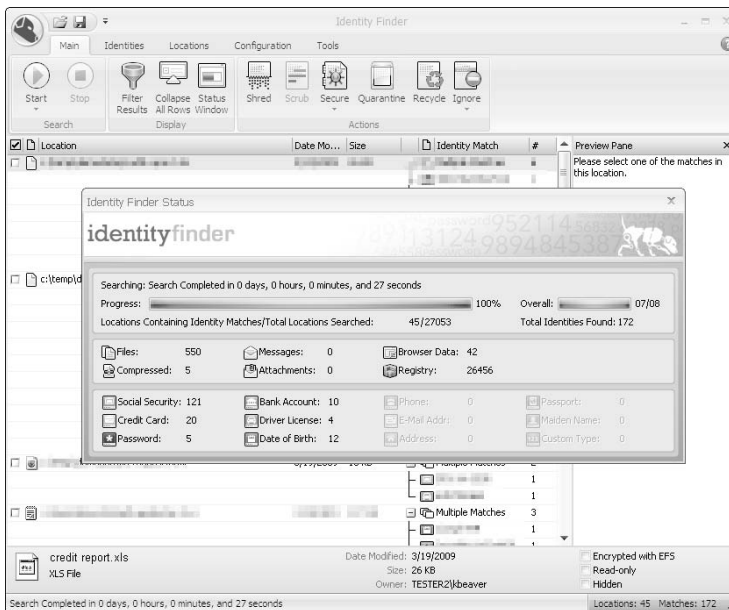 Identity Finder
Main Identities Locations Configuration Tools
Start Stop Filter Results Collapse All Rows Status Window Shred Scrub Secure Quarantine Recycle Ignore
Search Display Actions
Location Date Mo... Size Identity Match # Preview Pane
Please select one of the matches in
this location.
1
Identity Finder Status
identityfinder
c:\temp\d
Searching: Search Completed in 0 days, 0 hours, 0 minutes, and 27 seconds
Progress: 100% Overall: 07/08
Locations Containing Identity Matches/Total Locations Searched: 45/27053 Total Identities Found: 172
Files: 550 Messages: 0 Browser Data: 42
Compressed: 5 Attachments: 0 Registry: 26456
Social Security: 121 Bank Account: 10 Phone: 0 Passport: 0
Credit Card: 20 Driver License: 4 E-Mail Addr: 0 Maiden Name: 0
Password: 5 Date of Birth: 12 Address: 0 Custom Type: 0
Multiple Matches 2
1
1
Multiple Matches 3
1
1
credit report.xls
XLS File
Date Modified: 3/19/2009
Size: 26 KB
Owner: TESTER2\kbeaver
Encrypted with EFS
Read-only
Hidden
Search Completed in 0 days, 0 hours, 0 minutes, and 27 seconds Locations: 45 Matches: 172